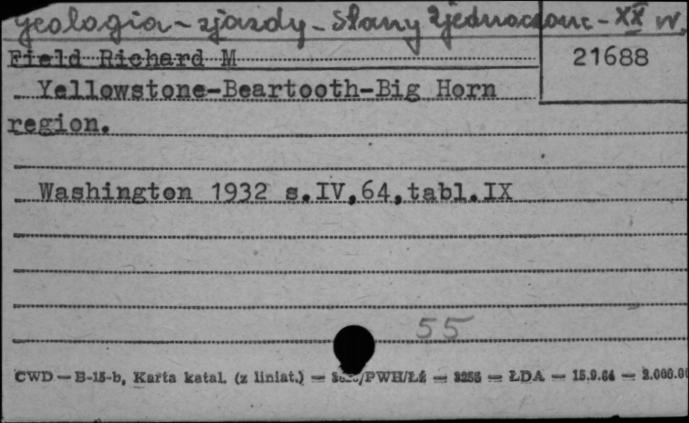 geologia - zjazdy - Stany Zjednoczone - XX w.
Field Richard M
21688
Yellowstone-Beartooth-Big Horn
region.
Washington 1932 s.IV,64,tabl.IX
55
CWD — B-15-b, Karta katal. (z liniat.) — /PWH/Łź — 3255 — ŁDA — 15.9.64 — 2.000.00